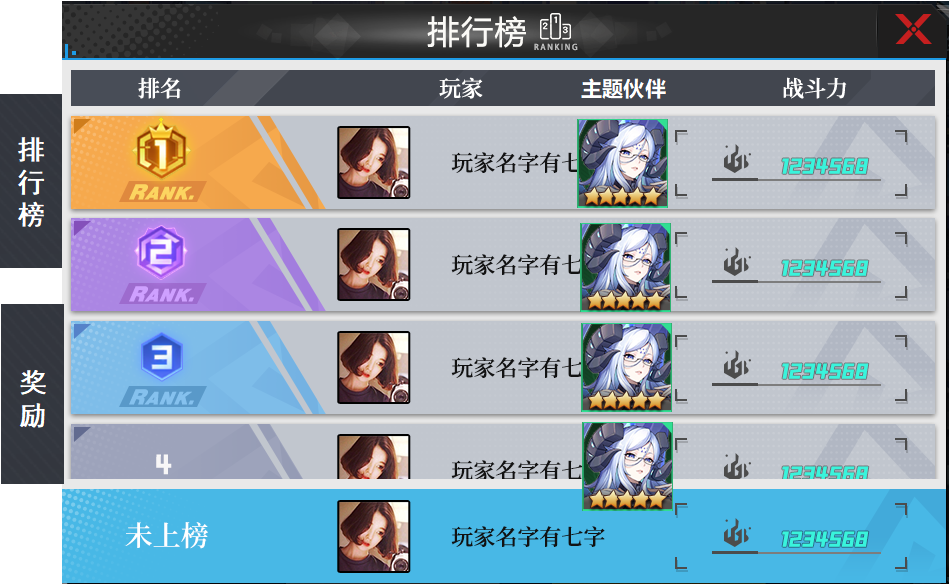 排行榜
RANKING
排名 玩家 主题伙伴 战斗力
排行榜
奖励
1
RANK.
玩家名字有七
1234568
2
RANK.
玩家名字有七
1234568
3
RANK.
玩家名字有七
1234568
4
玩家名字有七
1234568
未上榜 玩家名字有七字 1234568